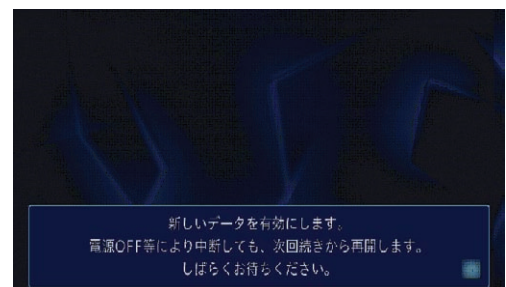 新しいデータを有効にします。
電源OFF等により中断しても、次回続きから再開します。
しばらくお待ちください。